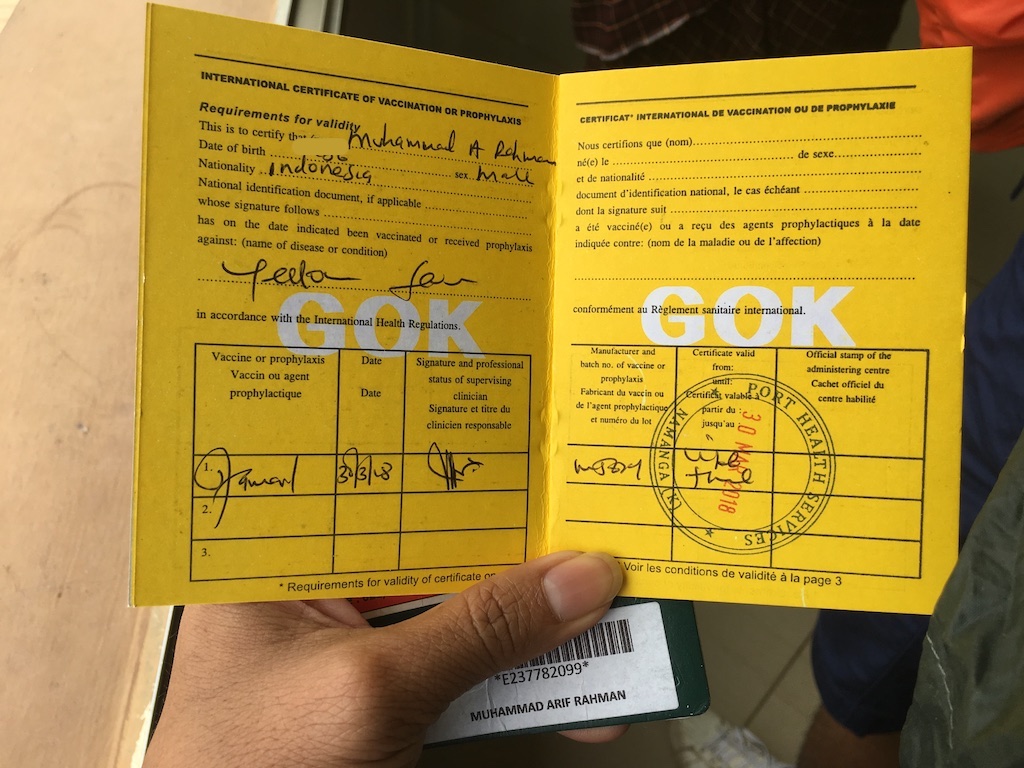 INTERNATIONAL CERTIFICATE OF VACCINATION OR PROPHYLAXIS
Requirements for validity
This is to certify that Muhammad A Rahman
Date of birth
Nationality Indonesia sex Male
National identification document, if applicable
whose signature follows
has on the date indicated been vaccinated or received prophylaxis
against: (name of disease or condition)
GOK
in accordance with the International Health Regulations.
Vaccine or prophylaxis
Vaccin ou agent
prophylactique
Date
Date
Signature and professional
status of supervising
clinician
Signature et titre du
clinicien responsable
1.
30/3/18
2.
3.
* Requirements for validity of certificate on
CERTIFICAT* INTERNATIONAL DE VACCINATION OU DE PROPHYLAXIE
Nous certifions que (nom)
né(e) le de sexe
et de nationalité
document d'identification national, le cas échéant
dont la signature suit
a été vacciné(e) ou a reçu des agents prophylactiques à la date
indiquée contre: (nom de la maladie ou de l'affection)
GOK
conformément au Règlement sanitaire international.
Manufacturer and
batch no. of vaccine or
prophylaxis
Fabricant du vaccin ou
de l'agent prophylactique
et numéro du lot
Certificate valid
from:
until:
Certificat valable à
partir du :
jusqu'au
Official stamp of the
administering centre
Cachet officiel du
centre habilité
PORT HEALTH SERVICES
NAMANGA (K)
30 MAR 2018
Voir les conditions de validité à la page 3
*E237782099*
MUHAMMAD ARIF RAHMAN